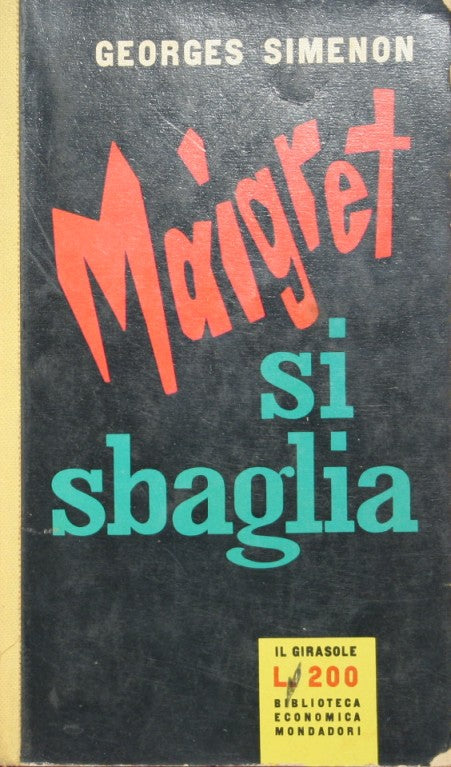 GEORGES SIMENON
Maigret
si
sbaglia
IL GIRASOLE
L. 200
BIBLIOTECA
ECONOMICA
MONDADORI